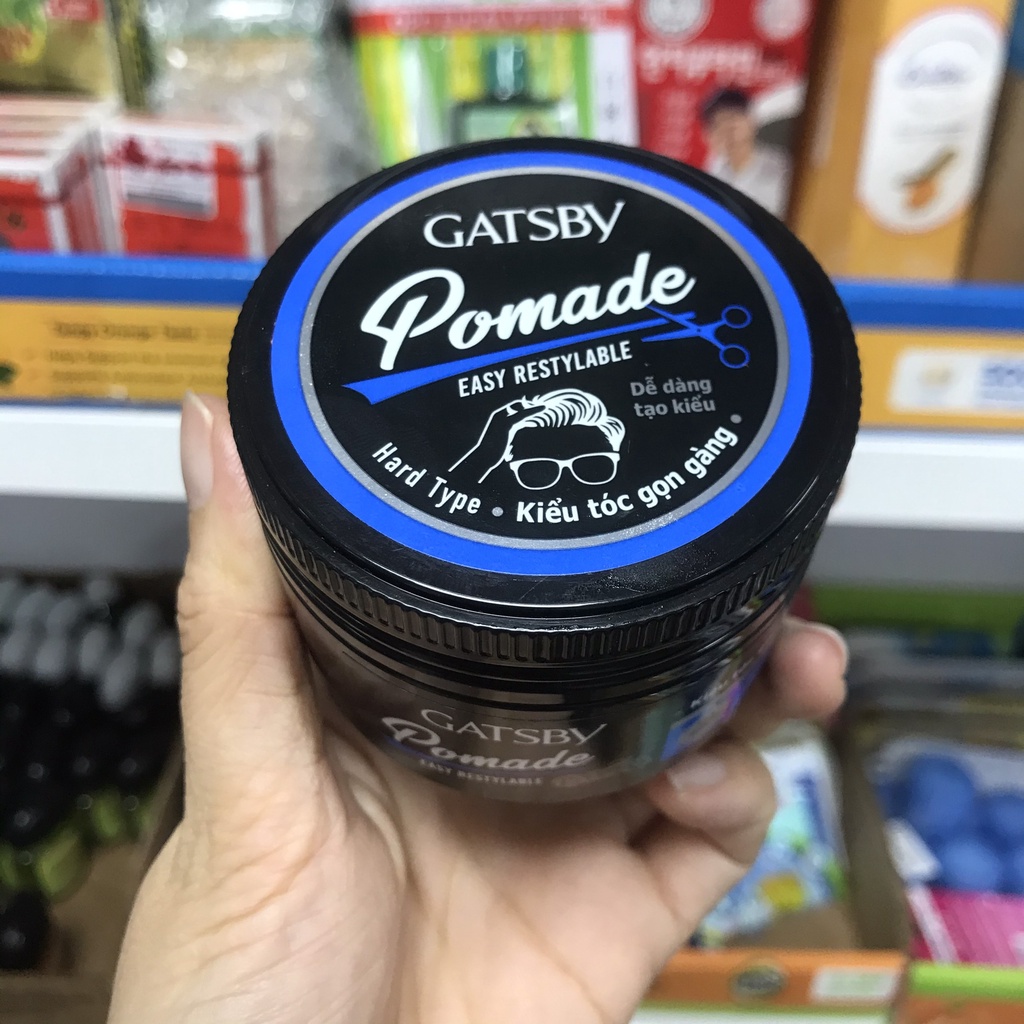 GATSBY
Pomade
EASY RESTYLABLE
Dễ dàng
tạo kiểu
Hard Type • Kiểu tóc gọn gàng •
GATSBY
Pomade
EASY RESTYLABLE